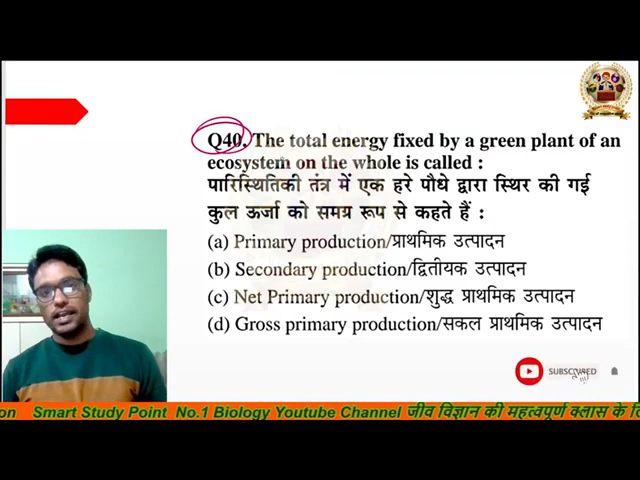 Q40. The total energy fixed by a green plant of an
ecosystem on the whole is called :
पारिस्थितिकी तंत्र में एक हरे पौधे द्वारा स्थिर की गई
कुल ऊर्जा को समग्र रूप से कहते हैं :
(a) Primary production/प्राथमिक उत्पादन
(b) Secondary production/द्वितीयक उत्पादन
(c) Net Primary production/शुद्ध प्राथमिक उत्पादन
(d) Gross primary production/सकल प्राथमिक उत्पादन
SUBSCRIBED
on Smart Study Point No.1 Biology Youtube Channel जीव विज्ञान की महत्वपूर्ण क्लास के लि